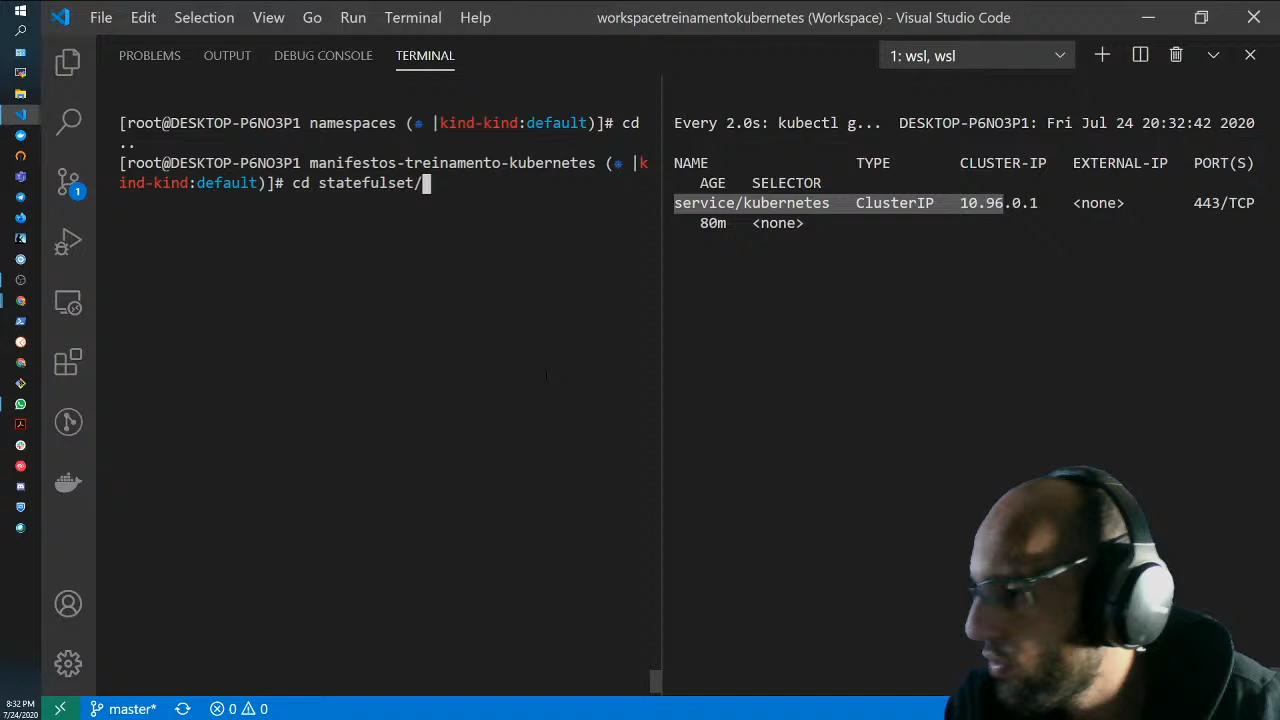 File Edit Selection View Go Run Terminal Help
workspacetreinamentokubernetes (Workspace) - Visual Studio Code
PROBLEMS OUTPUT DEBUG CONSOLE TERMINAL
1: wsl, wsl
[root@DESKTOP-P6NO3P1 namespaces (⎈ |kind-kind:default)]# cd
..
[root@DESKTOP-P6NO3P1 manifestos-treinamento-kubernetes (⎈ |k
ind-kind:default)]# cd statefulset/
Every 2.0s: kubectl g... DESKTOP-P6NO3P1: Fri Jul 24 20:32:42 2020
NAME TYPE CLUSTER-IP EXTERNAL-IP PORT(S)
AGE SELECTOR
service/kubernetes ClusterIP 10.96.0.1 <none> 443/TCP
80m <none>
1
8:32 PM
7/24/2020
master* 0 0